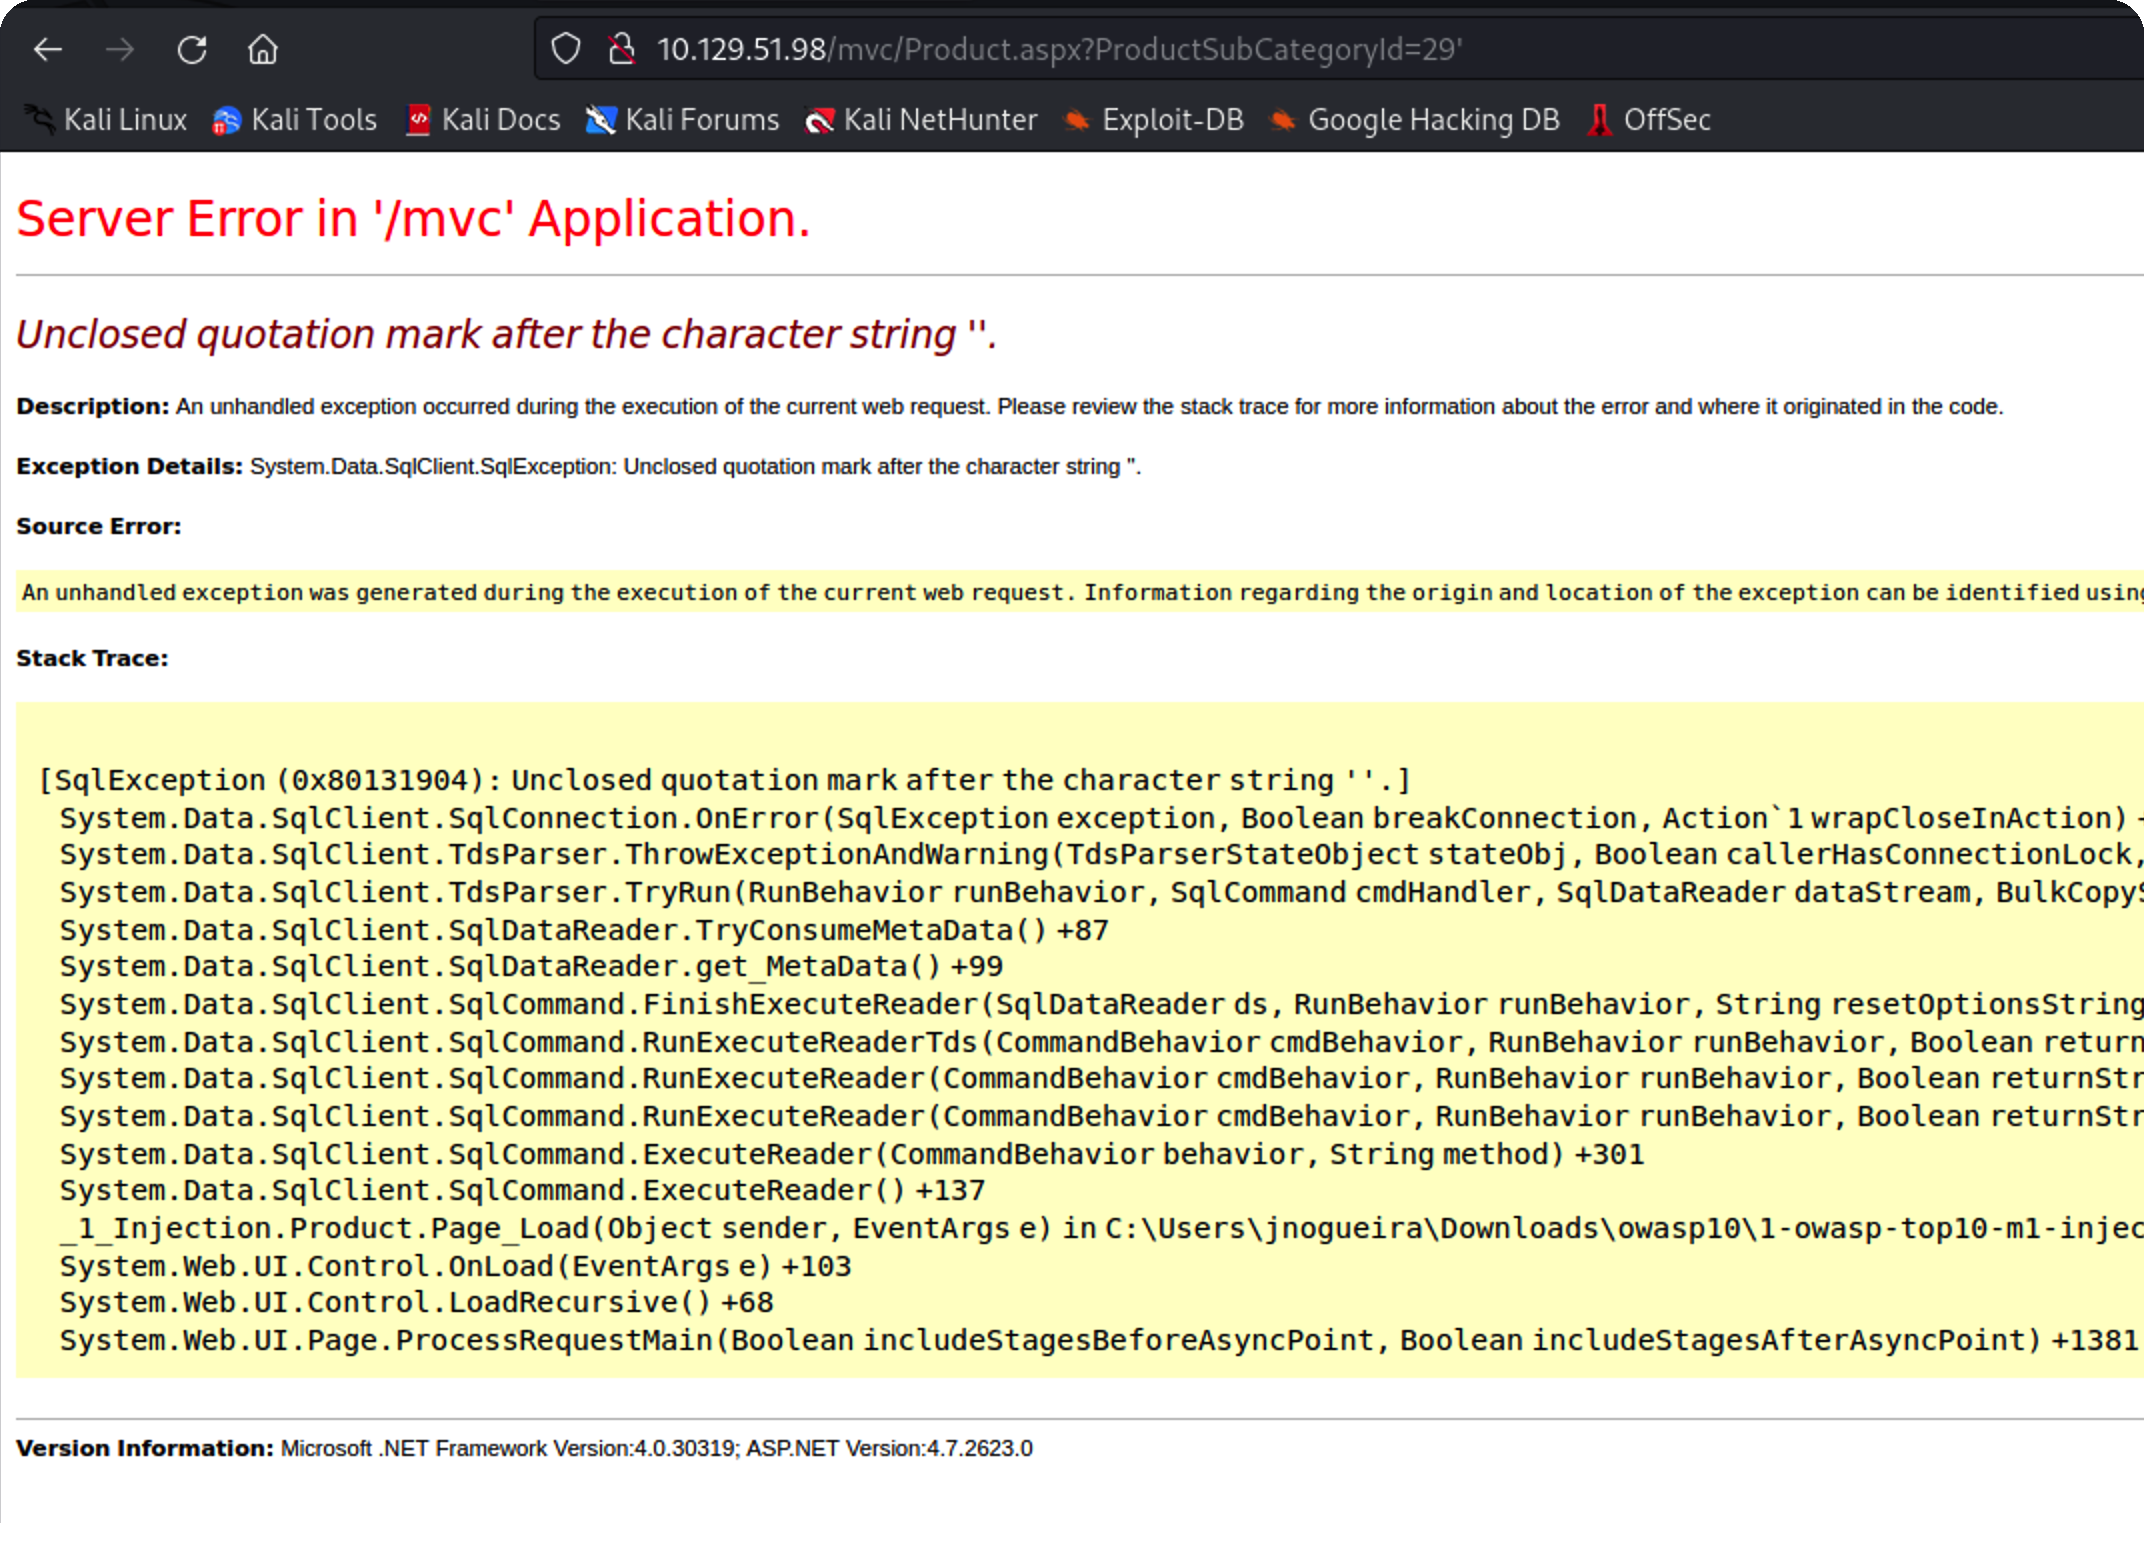 10.129.51.98/mvc/Product.aspx?ProductSubCategoryId=29'
Kali Linux Kali Tools Kali Docs Kali Forums Kali NetHunter Exploit-DB Google Hacking DB OffSec
Server Error in '/mvc' Application.
Unclosed quotation mark after the character string ''.
Description: An unhandled exception occurred during the execution of the current web request. Please review the stack trace for more information about the error and where it originated in the code.
Exception Details: System.Data.SqlClient.SqlException: Unclosed quotation mark after the character string ''.
Source Error:
An unhandled exception was generated during the execution of the current web request. Information regarding the origin and location of the exception can be identified using
Stack Trace:
[SqlException (0x80131904): Unclosed quotation mark after the character string ''.]
System.Data.SqlClient.SqlConnection.OnError(SqlException exception, Boolean breakConnection, Action`1 wrapCloseInAction)
System.Data.SqlClient.TdsParser.ThrowExceptionAndWarning(TdsParserStateObject stateObj, Boolean callerHasConnectionLock,
System.Data.SqlClient.TdsParser.TryRun(RunBehavior runBehavior, SqlCommand cmdHandler, SqlDataReader dataStream, BulkCopyS
System.Data.SqlClient.SqlDataReader.TryConsumeMetaData() +87
System.Data.SqlClient.SqlDataReader.get_MetaData() +99
System.Data.SqlClient.SqlCommand.FinishExecuteReader(SqlDataReader ds, RunBehavior runBehavior, String resetOptionsString
System.Data.SqlClient.SqlCommand.RunExecuteReaderTds(CommandBehavior cmdBehavior, RunBehavior runBehavior, Boolean return
System.Data.SqlClient.SqlCommand.RunExecuteReader(CommandBehavior cmdBehavior, RunBehavior runBehavior, Boolean returnStr
System.Data.SqlClient.SqlCommand.RunExecuteReader(CommandBehavior cmdBehavior, RunBehavior runBehavior, Boolean returnStr
System.Data.SqlClient.SqlCommand.ExecuteReader(CommandBehavior behavior, String method) +301
System.Data.SqlClient.SqlCommand.ExecuteReader() +137
_1_Injection.Product.Page_Load(Object sender, EventArgs e) in C:\Users\jnogueira\Downloads\owasp10\1-owasp-top10-m1-injec
System.Web.UI.Control.OnLoad(EventArgs e) +103
System.Web.UI.Control.LoadRecursive() +68
System.Web.UI.Page.ProcessRequestMain(Boolean includeStagesBeforeAsyncPoint, Boolean includeStagesAfterAsyncPoint) +1381
Version Information: Microsoft .NET Framework Version:4.0.30319; ASP.NET Version:4.7.2623.0